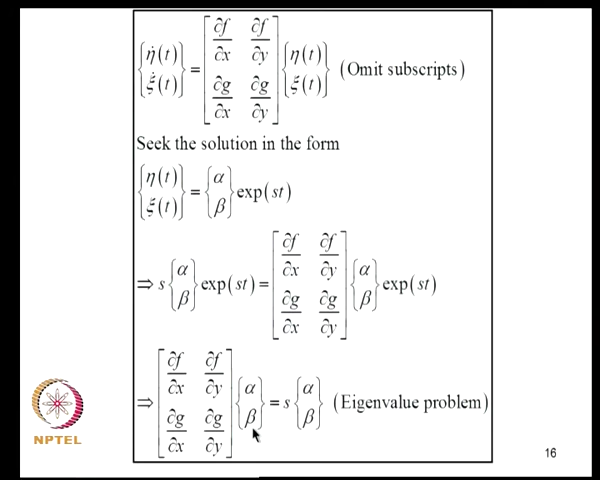 {η̇(t) ξ̇(t)} = [∂f/∂x ∂f/∂y ∂g/∂x ∂g/∂y] {η(t) ξ(t)} (Omit subscripts)
Seek the solution in the form
{η(t) ξ(t)} = {α β} exp(st)
⇒ s {α β} exp(st) = [∂f/∂x ∂f/∂y ∂g/∂x ∂g/∂y] {α β} exp(st)
⇒ [∂f/∂x ∂f/∂y ∂g/∂x ∂g/∂y] {α β} = s {α β} (Eigenvalue problem)
NPTEL
16